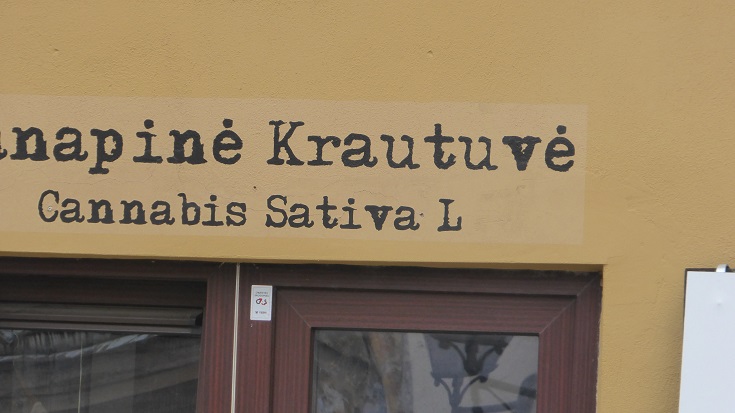 anapinė Krautuvė
Cannabis Sativa L